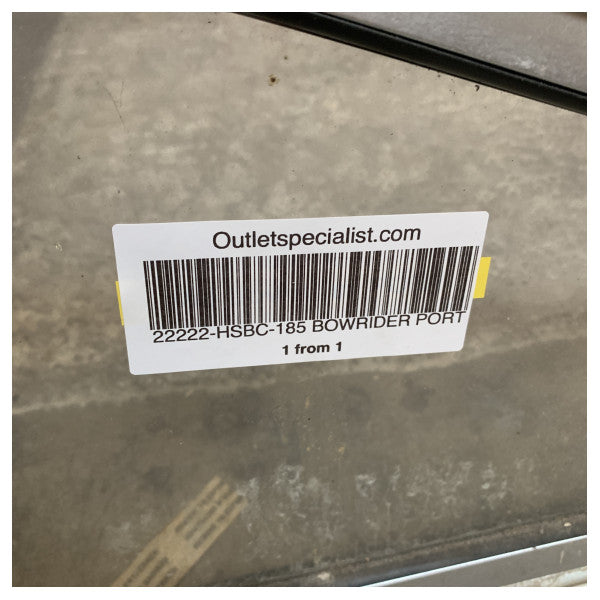 Outletspecialist.com
22222-HSBC-185 BOWRIDER PORT
1 from 1